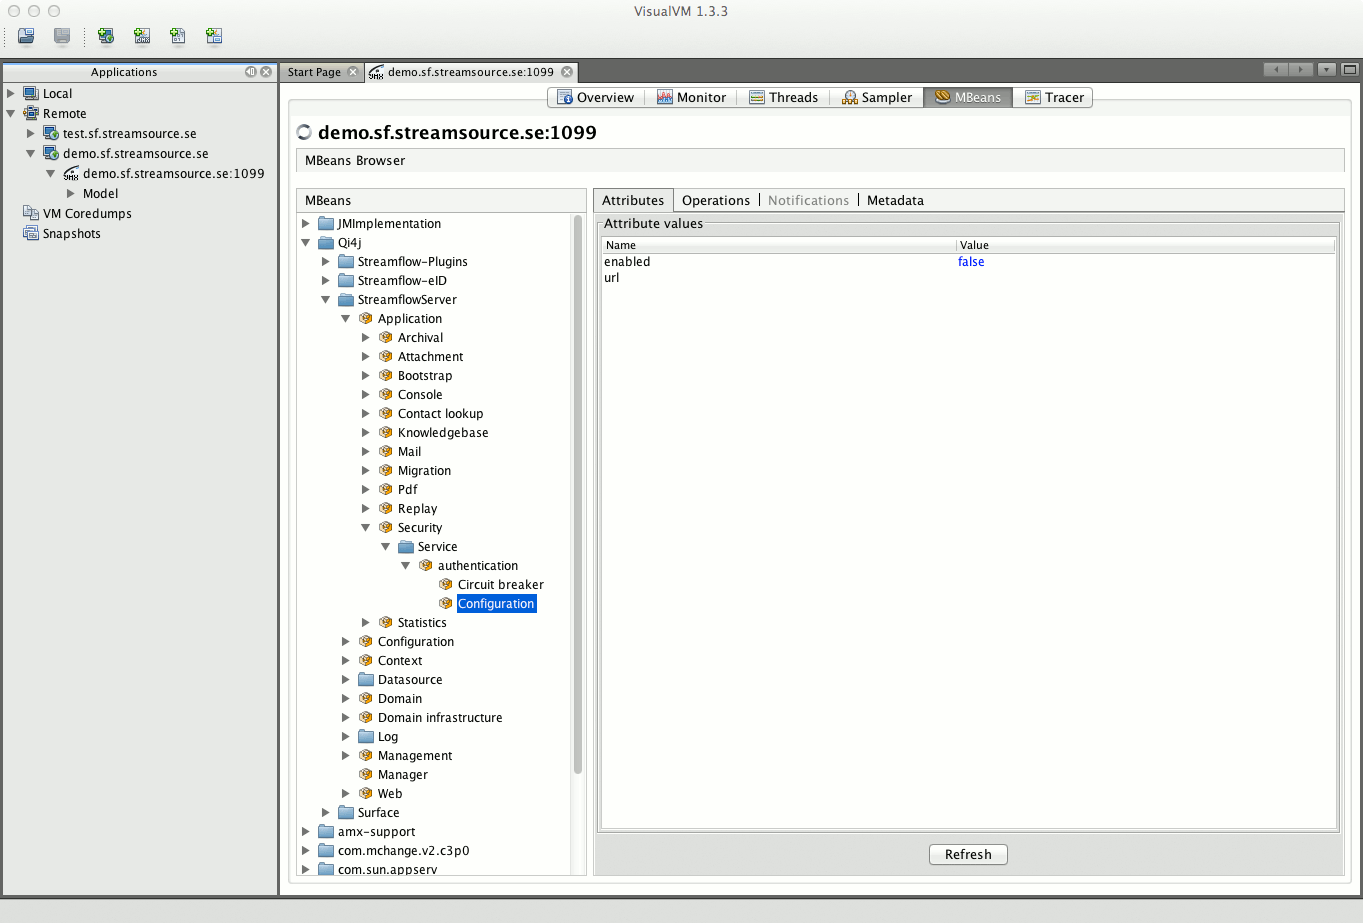 VisualVM 1.3.3
Applications
Start Page
demo.sf.streamsource.se:1099
Local
Remote
test.sf.streamsource.se
demo.sf.streamsource.se
demo.sf.streamsource.se:1099
Model
VM Coredumps
Snapshots
Overview
Monitor
Threads
Sampler
MBeans
Tracer
demo.sf.streamsource.se:1099
MBeans Browser
MBeans
JMImplementation
Qi4j
Streamflow-Plugins
Streamflow-eID
StreamflowServer
Application
Archival
Attachment
Bootstrap
Console
Contact lookup
Knowledgebase
Mail
Migration
Pdf
Replay
Security
Service
authentication
Circuit breaker
Configuration
Statistics
Configuration
Context
Datasource
Domain
Domain infrastructure
Log
Management
Manager
Web
Surface
amx-support
com.mchange.v2.c3p0
com.sun.appserv
Attributes
Operations
Notifications
Metadata
Attribute values
Name Value
enabled false
url
Refresh